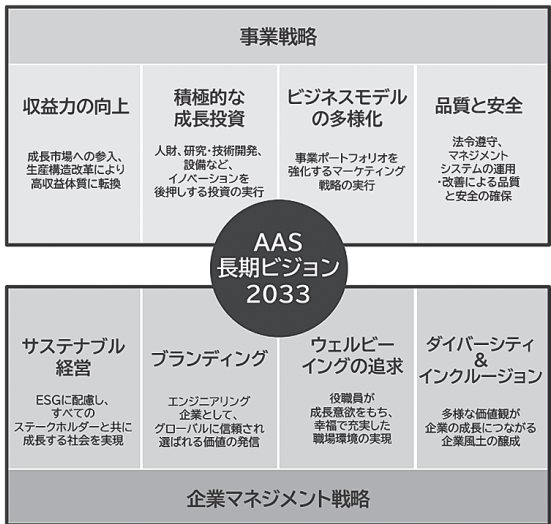 事業戦略
収益力の向上
成長市場への参入、
生産構造改革により
高収益体質に転換
積極的な
成長投資
人財、研究・技術開発、
設備など、
イノベーションを
後押しする投資の実行
ビジネスモデル
の多様化
事業ポートフォリオを
強化するマーケティング
戦略の実行
品質と安全
法令遵守、
マネジメント
システムの運用
・改善による品質
と安全の確保
AAS
長期ビジョン
2033
サステナブル
経営
ESGに配慮し、
すべての
ステークホルダーと共に
成長する社会を実現
ブランディング
エンジニアリング
企業として、
グローバルに信頼され
選ばれる価値の発信
ウェルビー
イングの追求
役職員が
成長意欲をもち、
幸福で充実した
職場環境の実現
ダイバーシティ
&
インクルージョン
多様な価値観が
企業の成長につながる
企業風土の醸成
企業マネジメント戦略